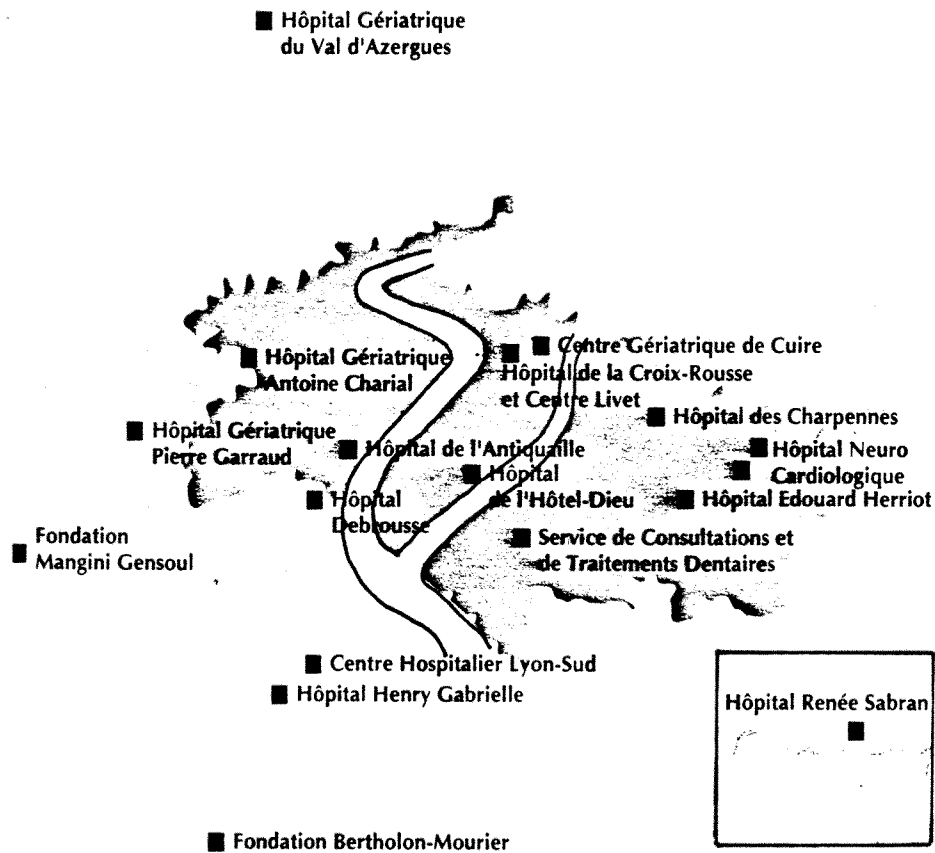 Hôpital Gériatrique
du Val d'Azergues
Centre Gériatrique de Cuire
Hôpital Gériatrique
Antoine Charial
Hôpital de la Croix-Rousse
et Centre Livet
Hôpital des Charpennes
Hôpital Gériatrique
Pierre Garraud
Hôpital de l'Antiquaille
Hôpital Neuro
Cardiologique
Hôpital
de l'Hôtel-Dieu
Hôpital
Debrousse
Hôpital Edouard Herriot
Fondation
Mangini Gensoul
Service de Consultations et
de Traitements Dentaires
Centre Hospitalier Lyon-Sud
Hôpital Henry Gabrielle
Hôpital Renée Sabran
Fondation Bertholon-Mourier